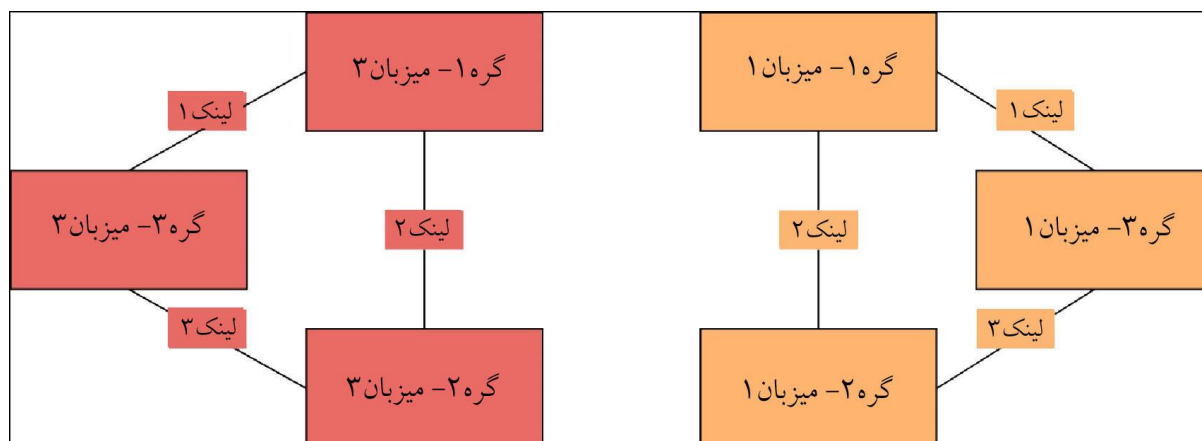 گره۱- میزبان۱
گره۱- میزبان۳
لینک۱
لینک۱
گره۳- میزبان۱
گره۳- میزبان۳
لینک۲
لینک۲
لینک۳
لینک۳
گره۲- میزبان۱
گره۲- میزبان۳